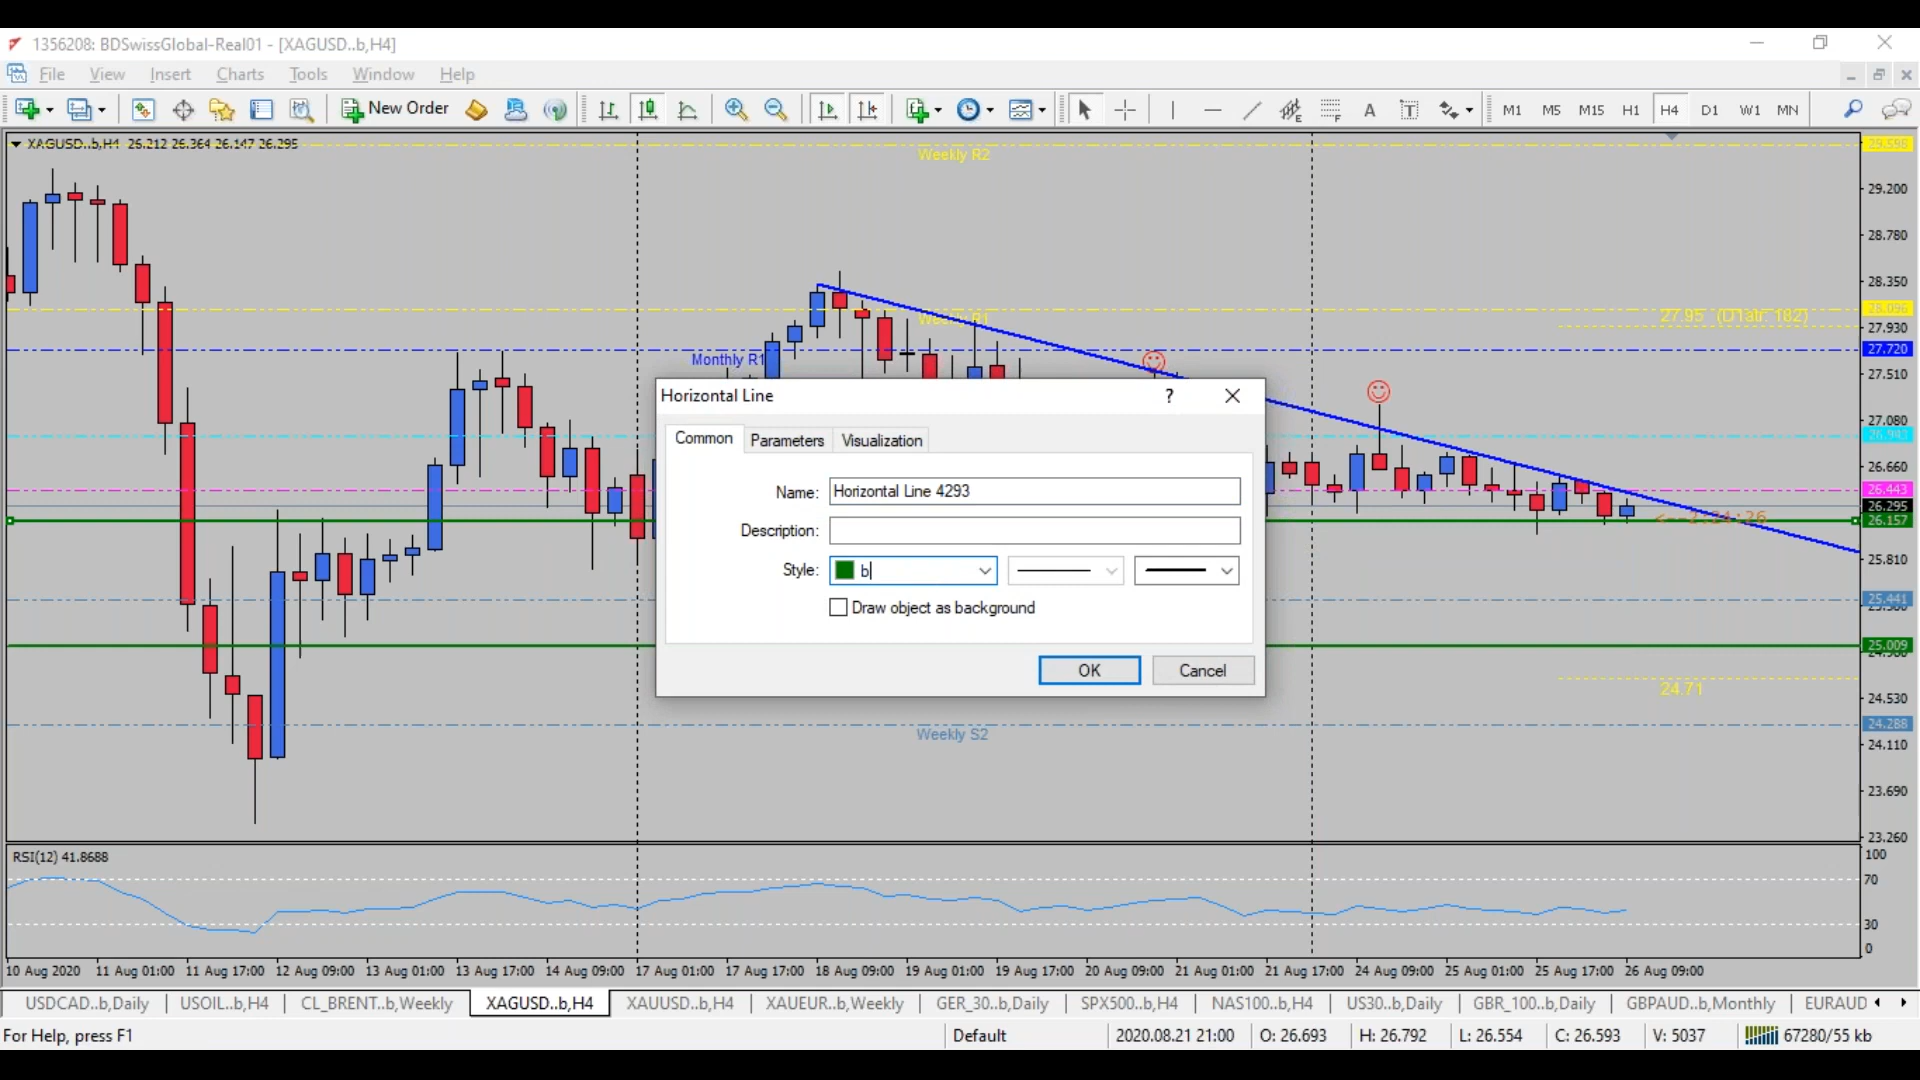 1356208: BDSwissGlobal-Real01 - [XAGUSD..b,H4]
File View Insert Charts Tools Window Help
New Order
M1 M5 M15 H1 H4 D1 W1 MN
XAGUSD..b,H4 26.212 26.364 26.147 26.295
Weekly R2
29.598
29.200
28.780
28.350
28.096
Weekly R1
27.95 (D1atr: 182)
27.930
Monthly R1
27.720
27.510
27.080
26.660
26.443
26.295
26.157
<--2:24:26
25.810
25.441
25.009
24.71
24.530
24.288
Weekly S2
24.110
23.690
23.260
Horizontal Line
?
Common Parameters Visualization
Name: Horizontal Line 4293
Description:
Style: b
Draw object as background
OK Cancel
RSI(12) 41.8688
100
70
30
0
10 Aug 2020 11 Aug 01:00 11 Aug 17:00 12 Aug 09:00 13 Aug 01:00 13 Aug 17:00 14 Aug 09:00 17 Aug 01:00 17 Aug 17:00 18 Aug 09:00 19 Aug 01:00 19 Aug 17:00 20 Aug 09:00 21 Aug 01:00 21 Aug 17:00 24 Aug 09:00 25 Aug 01:00 25 Aug 17:00 26 Aug 09:00
USDCAD..b,Daily USOIL..b,H4 CL_BRENT..b,Weekly XAGUSD..b,H4 XAUUSD..b,H4 XAUEUR..b,Weekly GER_30..b,Daily SPX500..b,H4 NAS100..b,H4 US30..b,Daily GBR_100..b,Daily GBPAUD..b,Monthly EURAUD
For Help, press F1 Default 2020.08.21 21:00 O: 26.693 H: 26.792 L: 26.554 C: 26.593 V: 5037 67280/55 kb